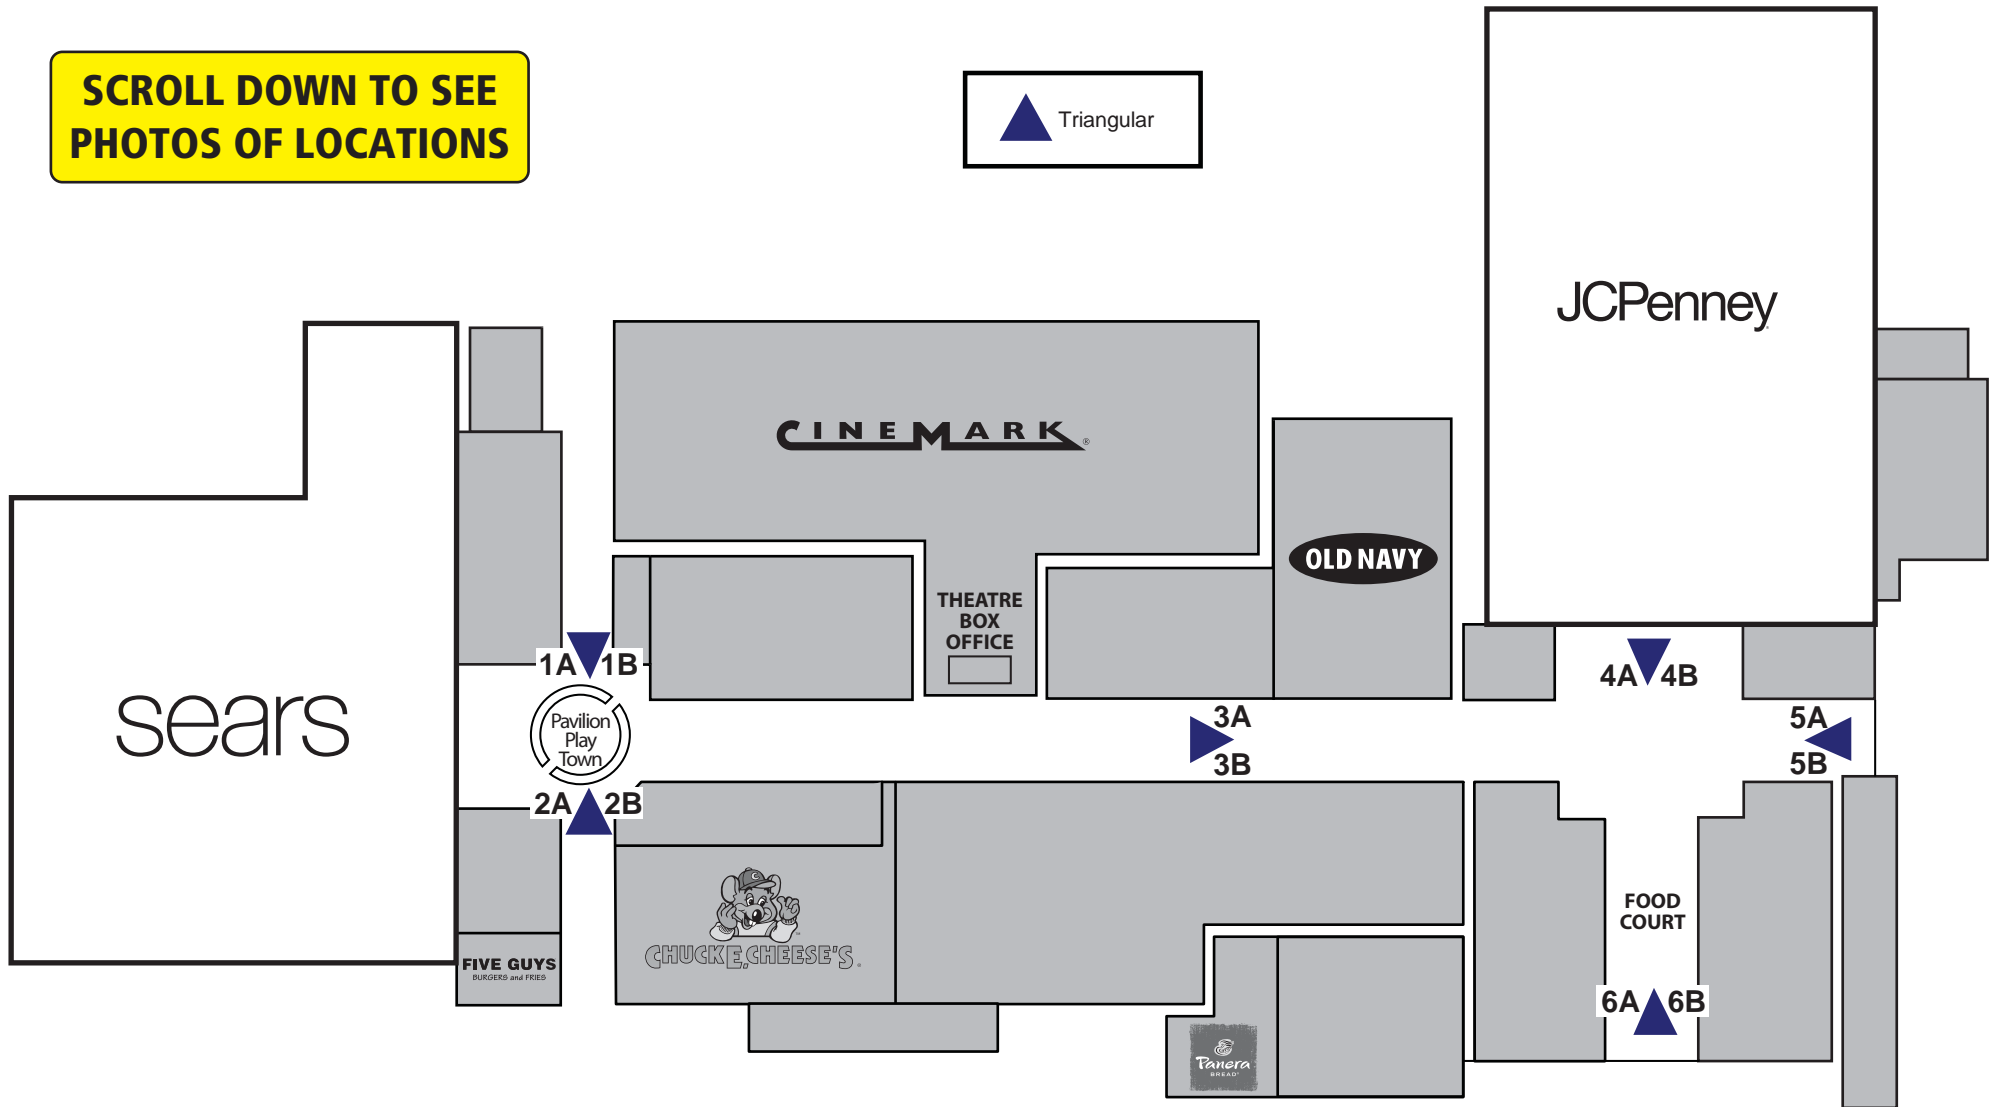 SCROLL DOWN TO SEE
PHOTOS OF LOCATIONS
Triangular
JCPenney
CINEMARK®
OLD NAVY
THEATRE
BOX
OFFICE
1A 1B
4A 4B
sears
Pavilion
Play
Town
3A
3B
5A
5B
2A 2B
CHUCK E. CHEESE'S
FOOD
COURT
FIVE GUYS
BURGERS and FRIES
6A 6B
Panera
BREAD®